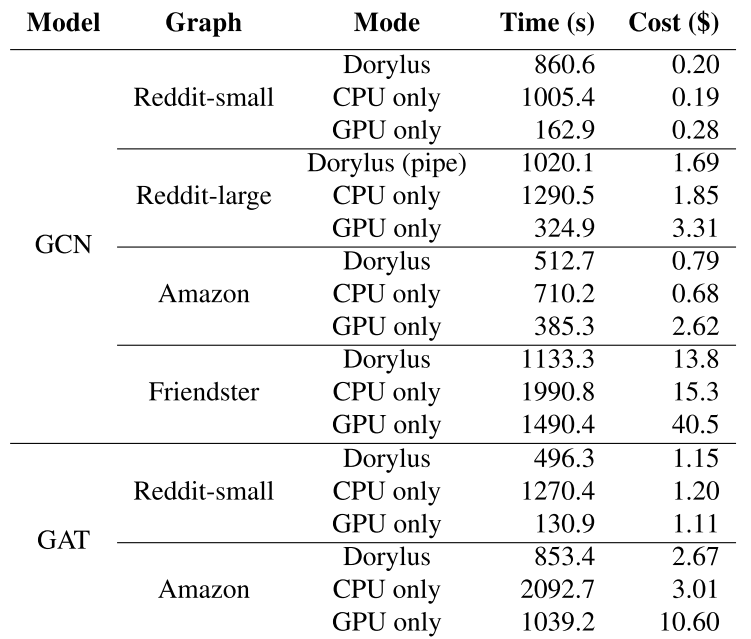 Model Graph Mode Time (s) Cost ($)
Dorylus 860.6 0.20
Reddit-small CPU only 1005.4 0.19
GPU only 162.9 0.28
Dorylus (pipe) 1020.1 1.69
Reddit-large CPU only 1290.5 1.85
GPU only 324.9 3.31
GCN
Dorylus 512.7 0.79
Amazon CPU only 710.2 0.68
GPU only 385.3 2.62
Dorylus 1133.3 13.8
Friendster CPU only 1990.8 15.3
GPU only 1490.4 40.5
Dorylus 496.3 1.15
Reddit-small CPU only 1270.4 1.20
GPU only 130.9 1.11
GAT
Dorylus 853.4 2.67
Amazon CPU only 2092.7 3.01
GPU only 1039.2 10.60